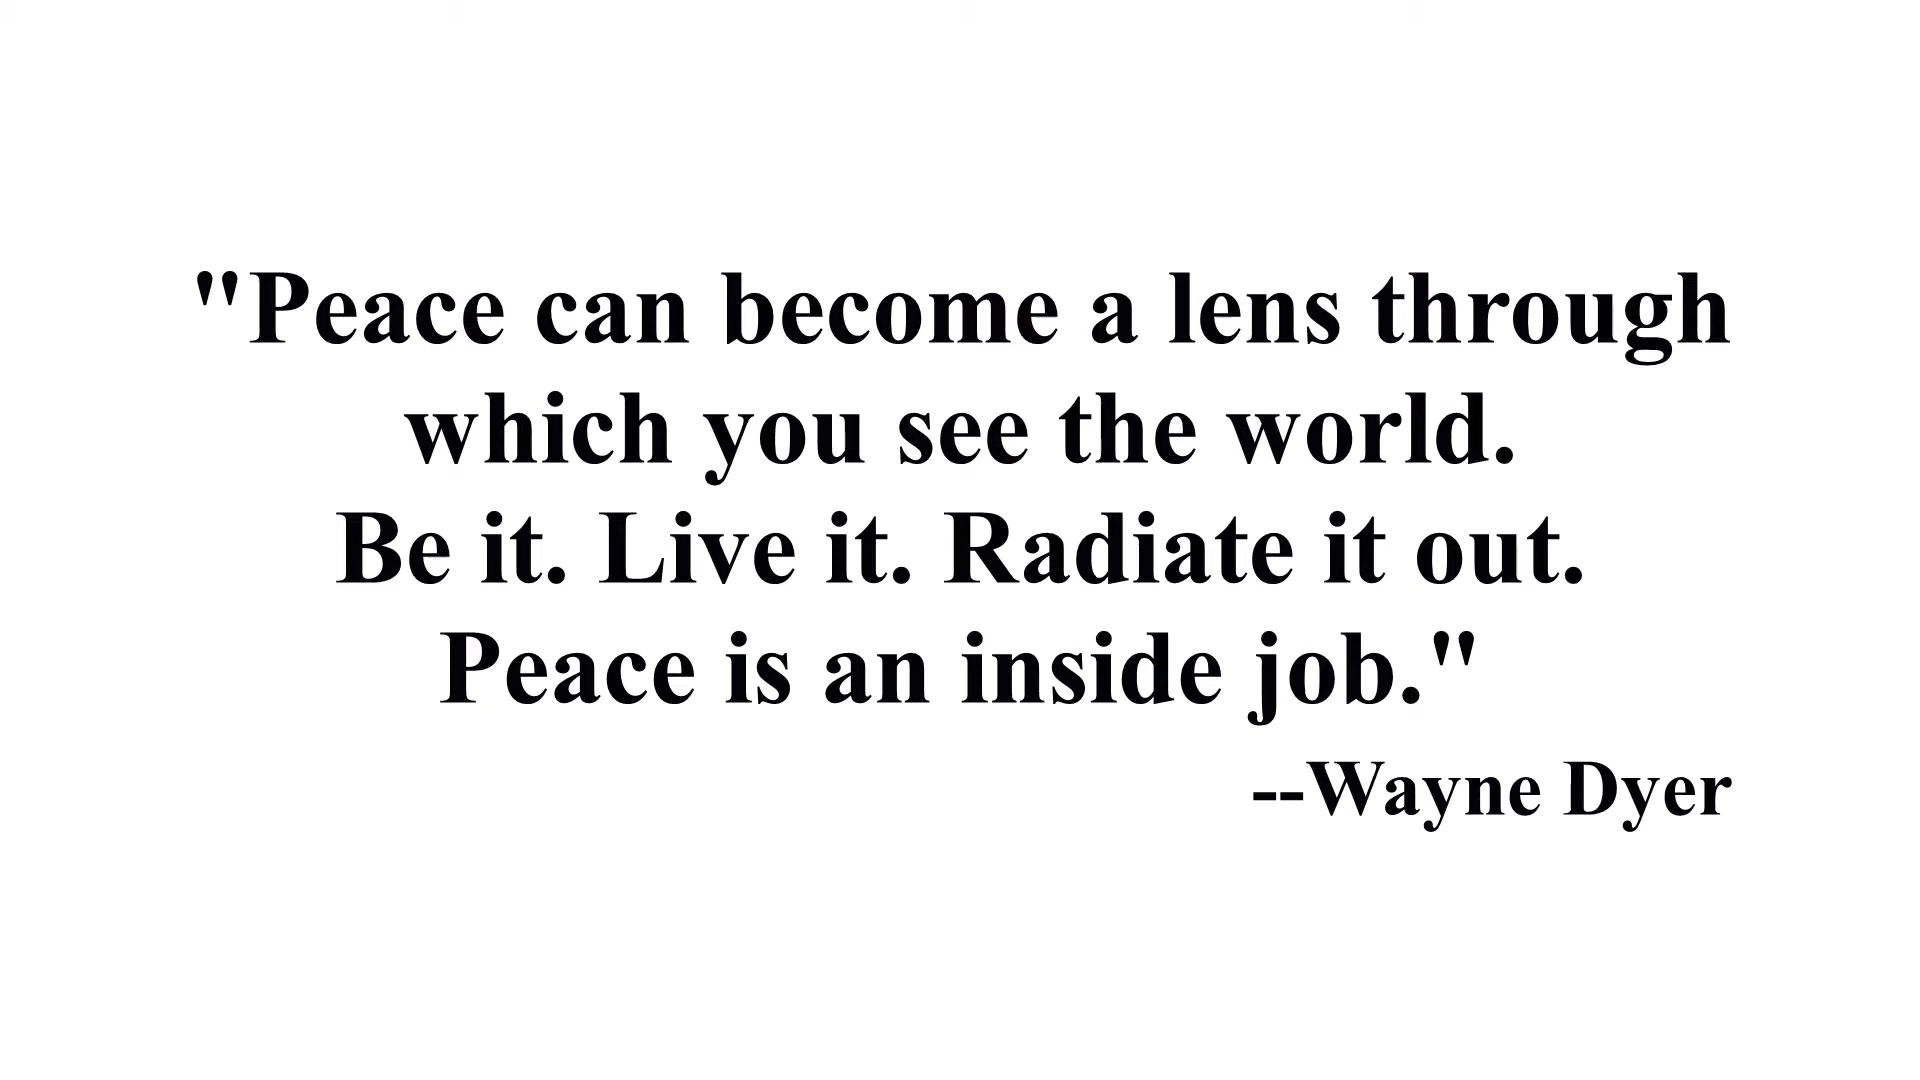 "Peace can become a lens through
which you see the world.
Be it. Live it. Radiate it out.
Peace is an inside job."
--Wayne Dyer